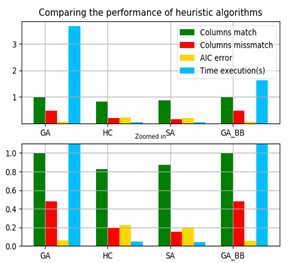 Comparing the performance of heuristic algorithms
Columns match
Columns missmatch
AIC error
Time execution(s)
3
2
1
GA
HC
SA
GA_BB
Zoomed in
1.0
0.8
0.6
0.4
0.2
0.0
GA
HC
SA
GA_BB